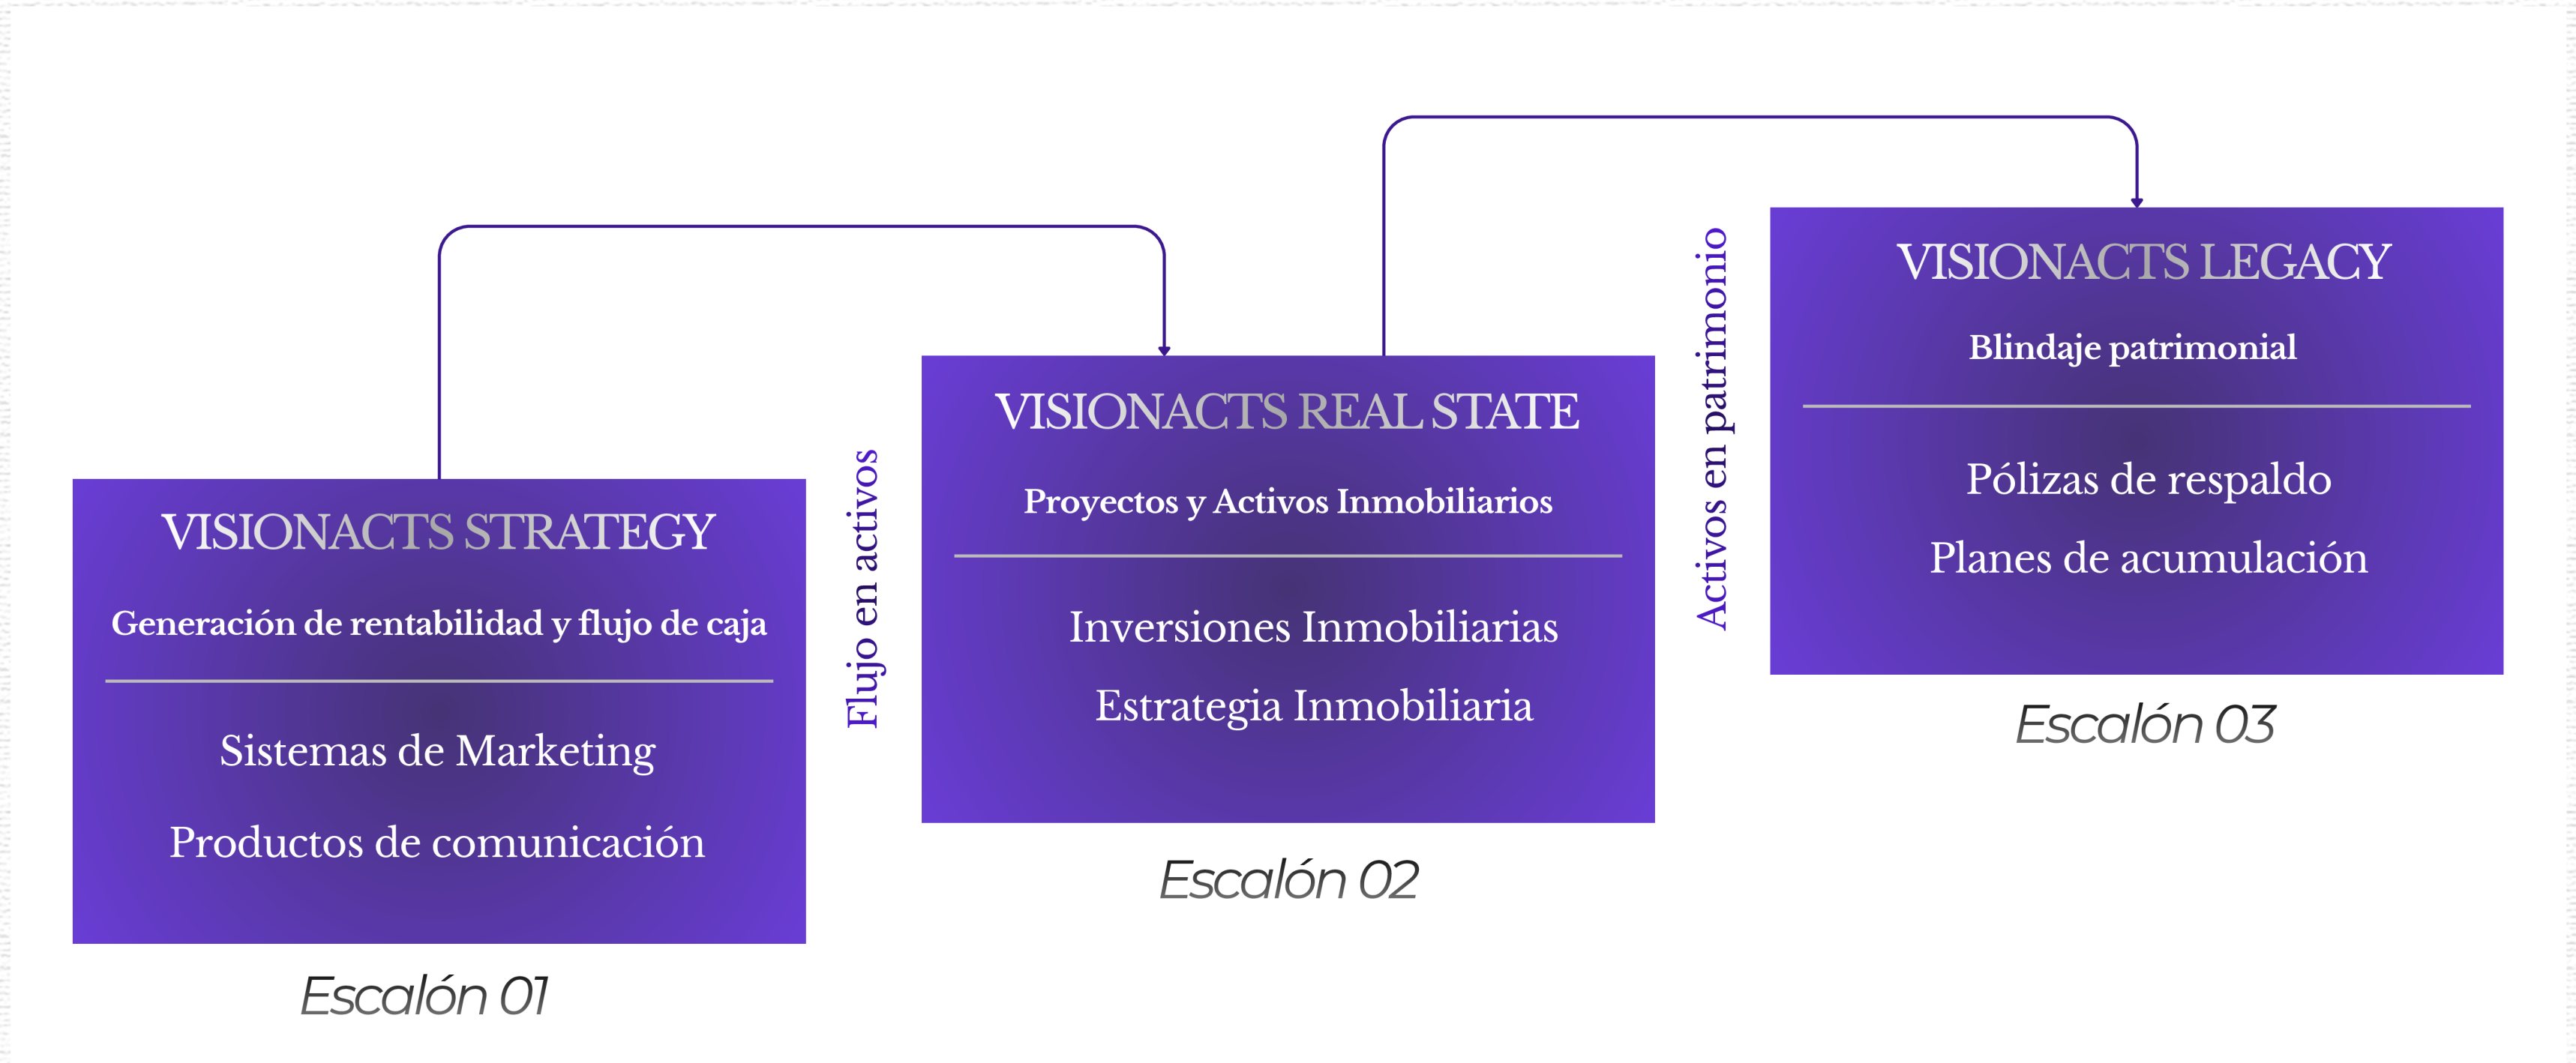 VISIONACTS STRATEGY
Generación de rentabilidad y flujo de caja
Sistemas de Marketing
Productos de comunicación
Escalón 01
Flujo en activos
VISIONACTS REAL STATE
Proyectos y Activos Inmobiliarios
Inversiones Inmobiliarias
Estrategia Inmobiliaria
Escalón 02
Activos en patrimonio
VISIONACTS LEGACY
Blindaje patrimonial
Pólizas de respaldo
Planes de acumulación
Escalón 03